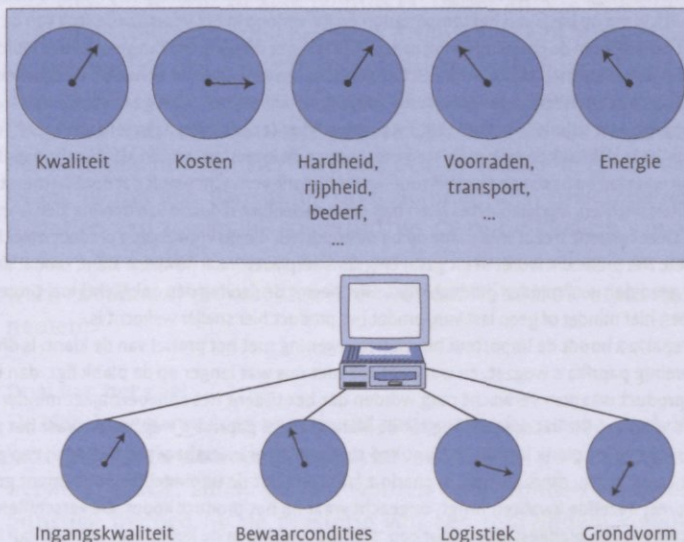 Kwaliteit
Kosten
Hardheid,
rijpheid,
bederf,
...
Voorraden,
transport,
...
Energie
Ingangskwaliteit
Bewaarcondities
Logistiek
Grondvorm